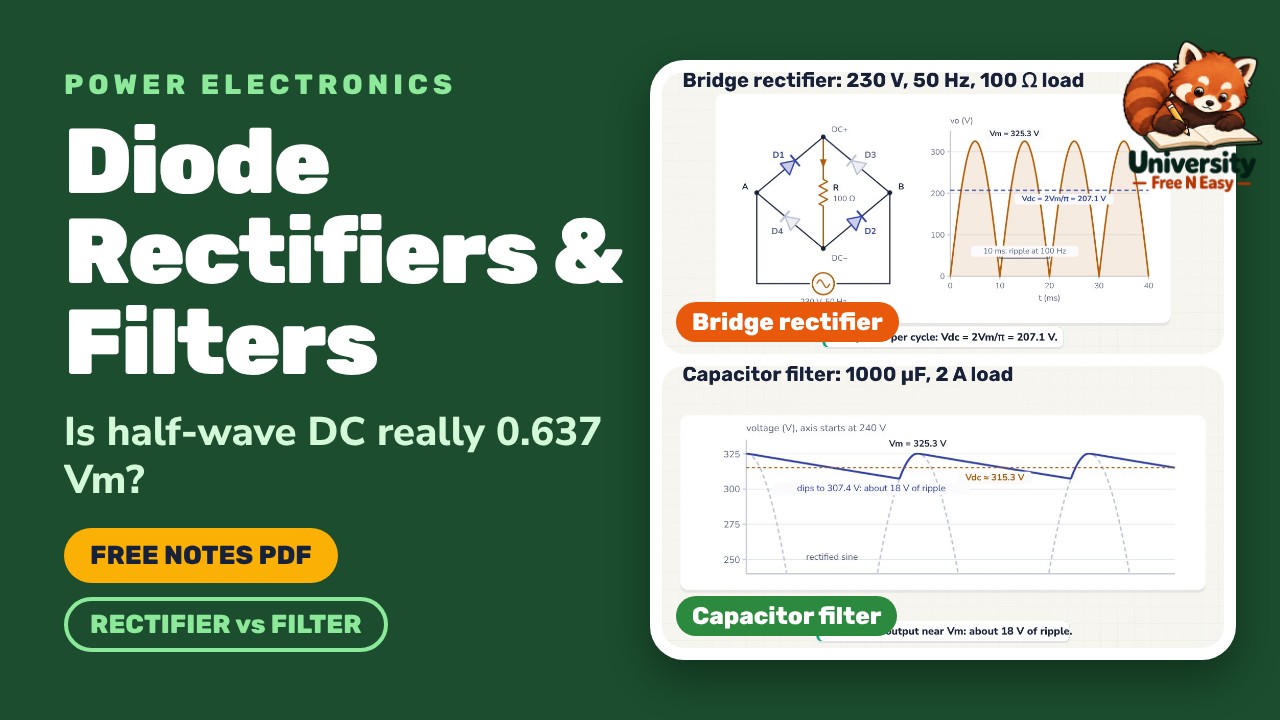 POWER ELECTRONICS
Diode
Rectifiers &
Filters
Is half-wave DC really 0.637
Vm?
FREE NOTES PDF
RECTIFIER vs FILTER
Bridge rectifier: 230 V, 50 Hz, 100 Ω load
DC+
D1
D3
A
B
R
100 Ω
D4
D2
DC−
230 V, 50 Hz
vo (V)
Vm = 325.3 V
300
200
Vdc = 2Vm/π = 207.1 V
100
10 ms: ripple at 100 Hz
0
0 10 20 30 40
t (ms)
Bridge rectifier
per cycle: Vdc = 2Vm/π = 207.1 V.
University
Free N Easy
Capacitor filter: 1000 µF, 2 A load
voltage (V), axis starts at 240 V
Vm = 325.3 V
325
Vdc ≈ 315.3 V
300
dips to 307.4 V: about 18 V of ripple
275
250
rectified sine
Capacitor filter
output near Vm: about 18 V of ripple.